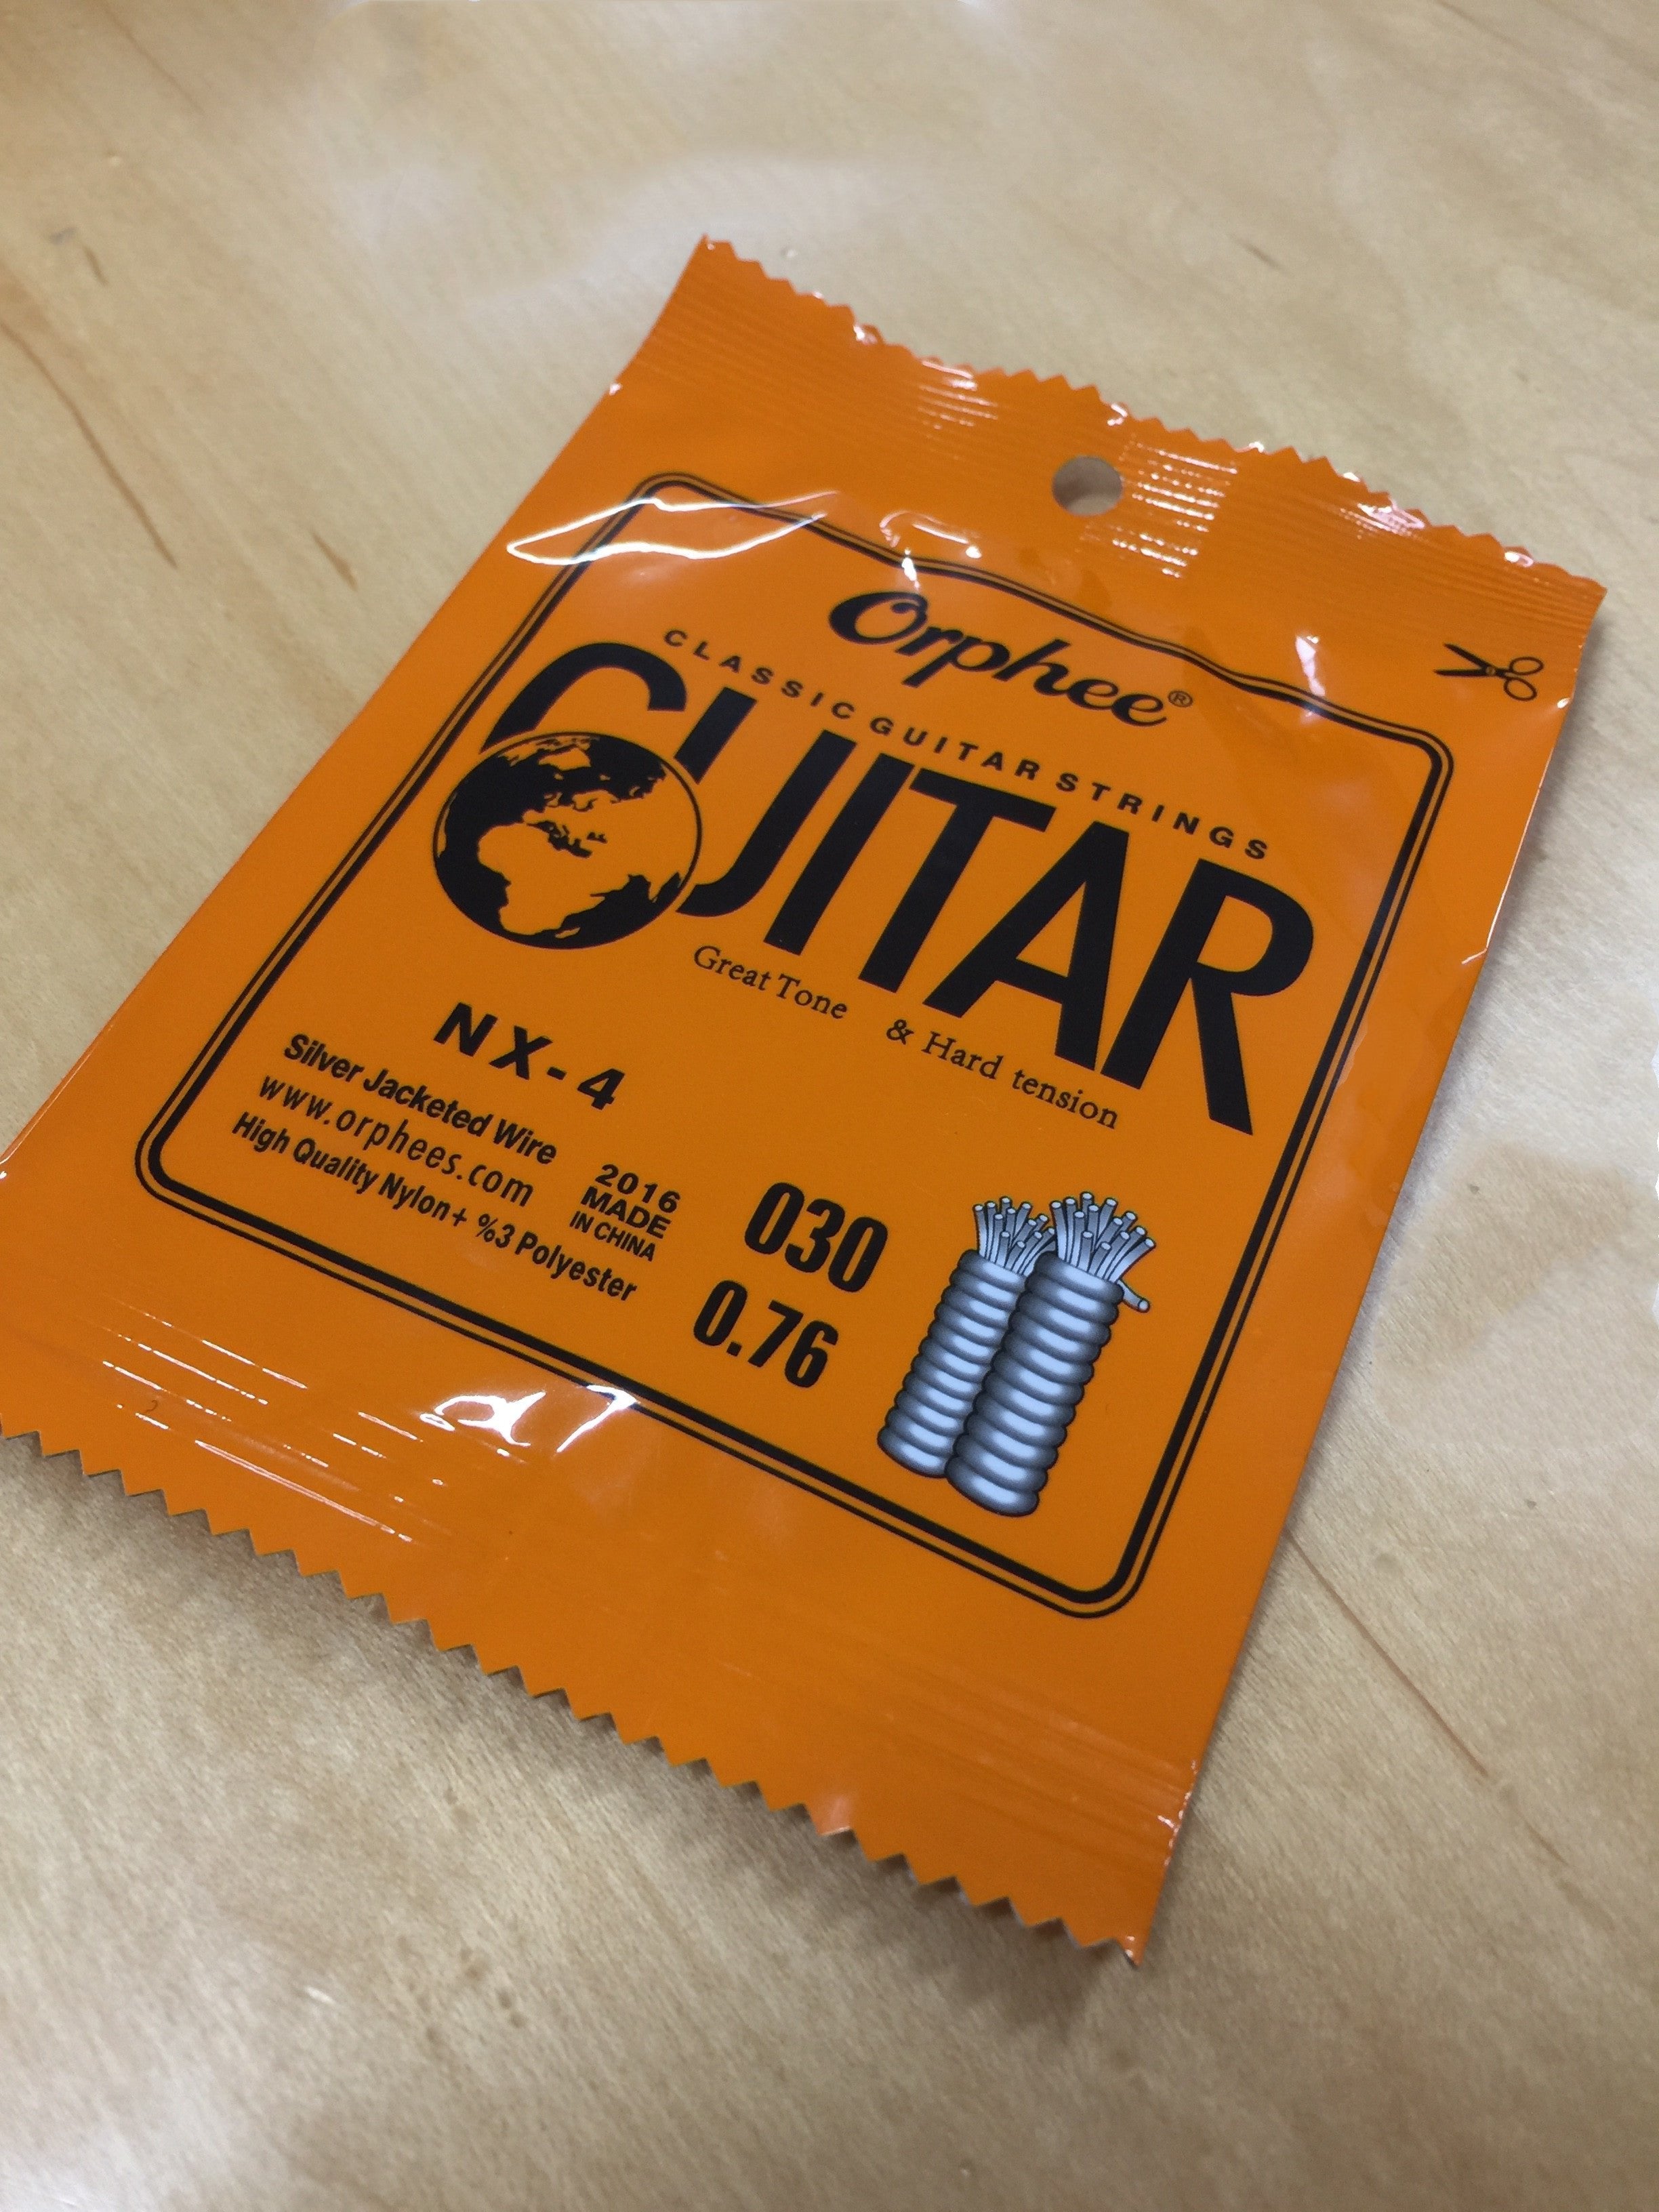 Orphee®
CLASSIC GUITAR STRINGS
GUITAR
Great Tone & Hard tension
NX-4
Silver Jacketed Wire
www.orphees.com
High Quality Nylon+ %3 Polyester
2016
MADE
IN CHINA
030
0.76